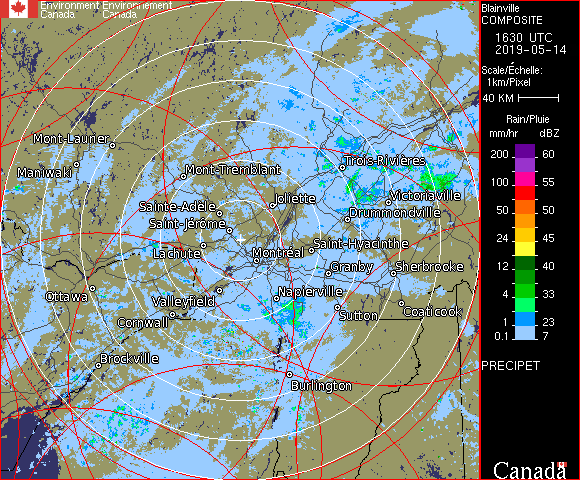 Environment Environnement
Canada Canada
Blainville
COMPOSITE
1630 UTC
2019-05-14
Scale/Échelle:
1km/Pixel
40 KM
Rain/Pluie
mm/hr dBZ
200 60
100 55
50 50
24 45
12 40
4 33
1 23
0.1 7
PRECIPET
Canada
Mont-Laurier
Maniwaki
Mont-Tremblant
Trois-Rivières
Sainte-Adèle
Joliette
Victoriaville
Saint-Jérôme
Drummondville
Lachute
Montréal
Saint-Hyacinthe
Granby
Sherbrooke
Ottawa
Valleyfield
Napierville
Cornwall
Sutton
Coaticook
Brockville
Burlington